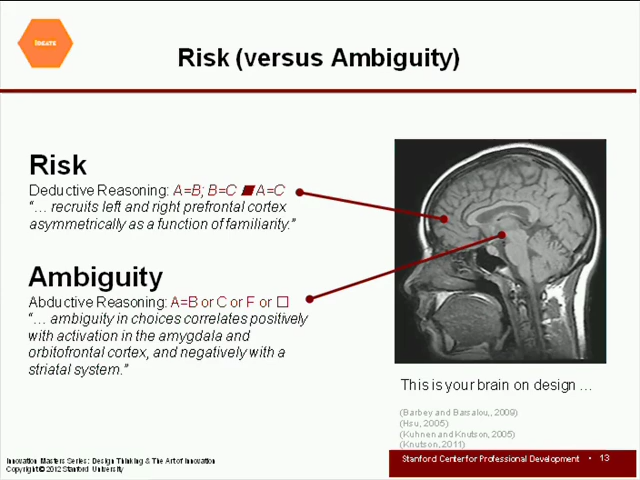 IDEATE
Risk (versus Ambiguity)
Risk
Deductive Reasoning: A=B; B=C ■ A=C
“… recruits left and right prefrontal cortex
asymmetrically as a function of familiarity.”
Ambiguity
Abductive Reasoning: A=B or C or F or □
“… ambiguity in choices correlates positively
with activation in the amygdala and
orbitofrontal cortex, and negatively with a
striatal system.”
This is your brain on design …
(Barbey and Barsalou,, 2009)
(Hsu, 2005)
(Kuhnen and Knutson, 2005)
(Knutson, 2011)
Innovation Masters Series: Design Thinking & The Art of Innovation
Copyright © 2012 Stanford University
Stanford Center for Professional Development • 13